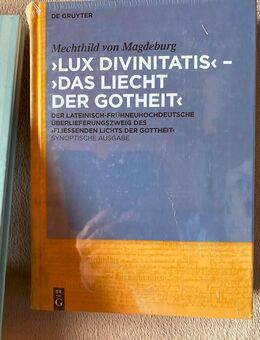 DE GRUYTER
Mechthild von Magdeburg
›LUX DIVINITATIS‹ –
›DAS LIECHT
DER GOTHEIT‹
DER LATEINISCH-FRÜHNEUHOCHDEUTSCHE
ÜBERLIEFERUNGSZWEIG DES
›FLIESSENDEN LICHTS DER GOTTHEIT‹
SYNOPTISCHE AUSGABE
DE
G